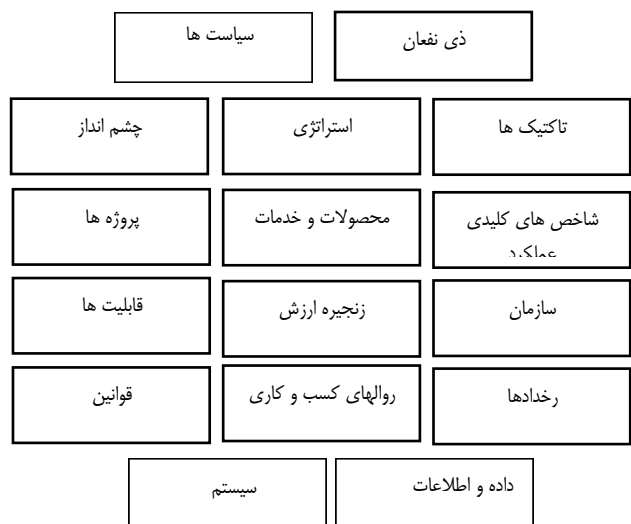 ذی نفعان
سیاست ها
تاکتیک ها
استراتژی
چشم انداز
شاخص های کلیدی
عملکرد
محصولات و خدمات
پروژه ها
سازمان
زنجیره ارزش
قابلیت ها
رخدادها
روالهای کسب و کاری
قوانین
داده و اطلاعات
سیستم